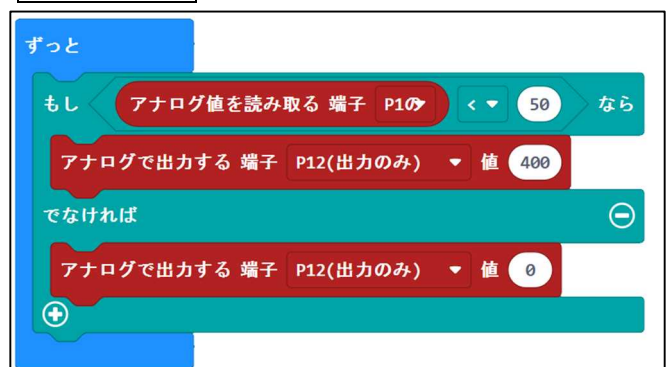 ずっと
もし アナログ値を読み取る 端子 P10 < 50 なら
アナログで出力する 端子 P12(出力のみ) 値 400
でなければ
アナログで出力する 端子 P12(出力のみ) 値 0